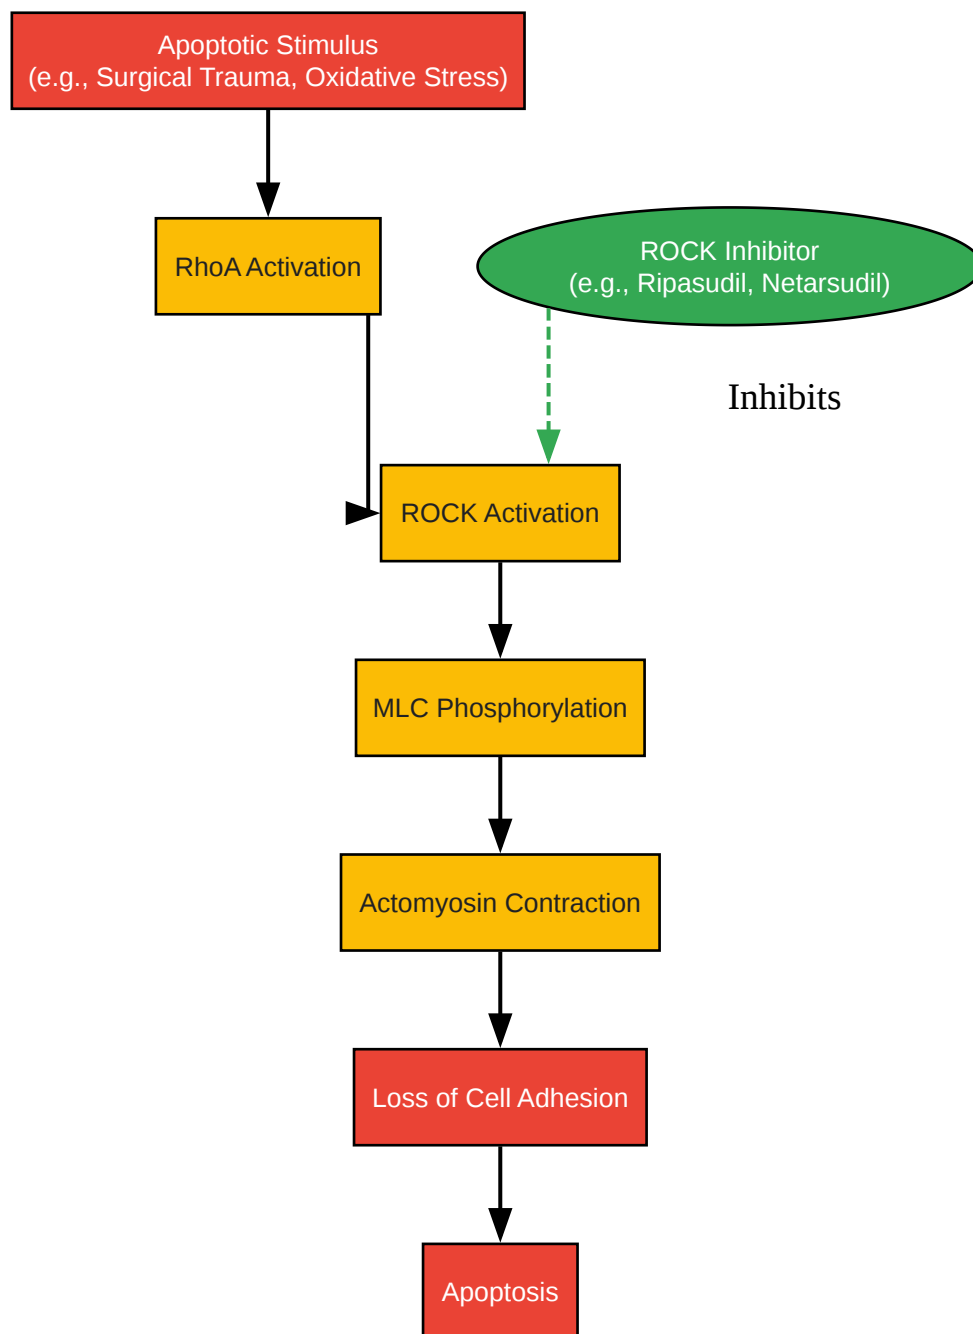 Apoptotic Stimulus
(e.g., Surgical Trauma, Oxidative Stress)
RhoA Activation
ROCK Inhibitor
(e.g., Ripasudil, Netarsudil)
Inhibits
ROCK Activation
MLC Phosphorylation
Actomyosin Contraction
Loss of Cell Adhesion
Apoptosis